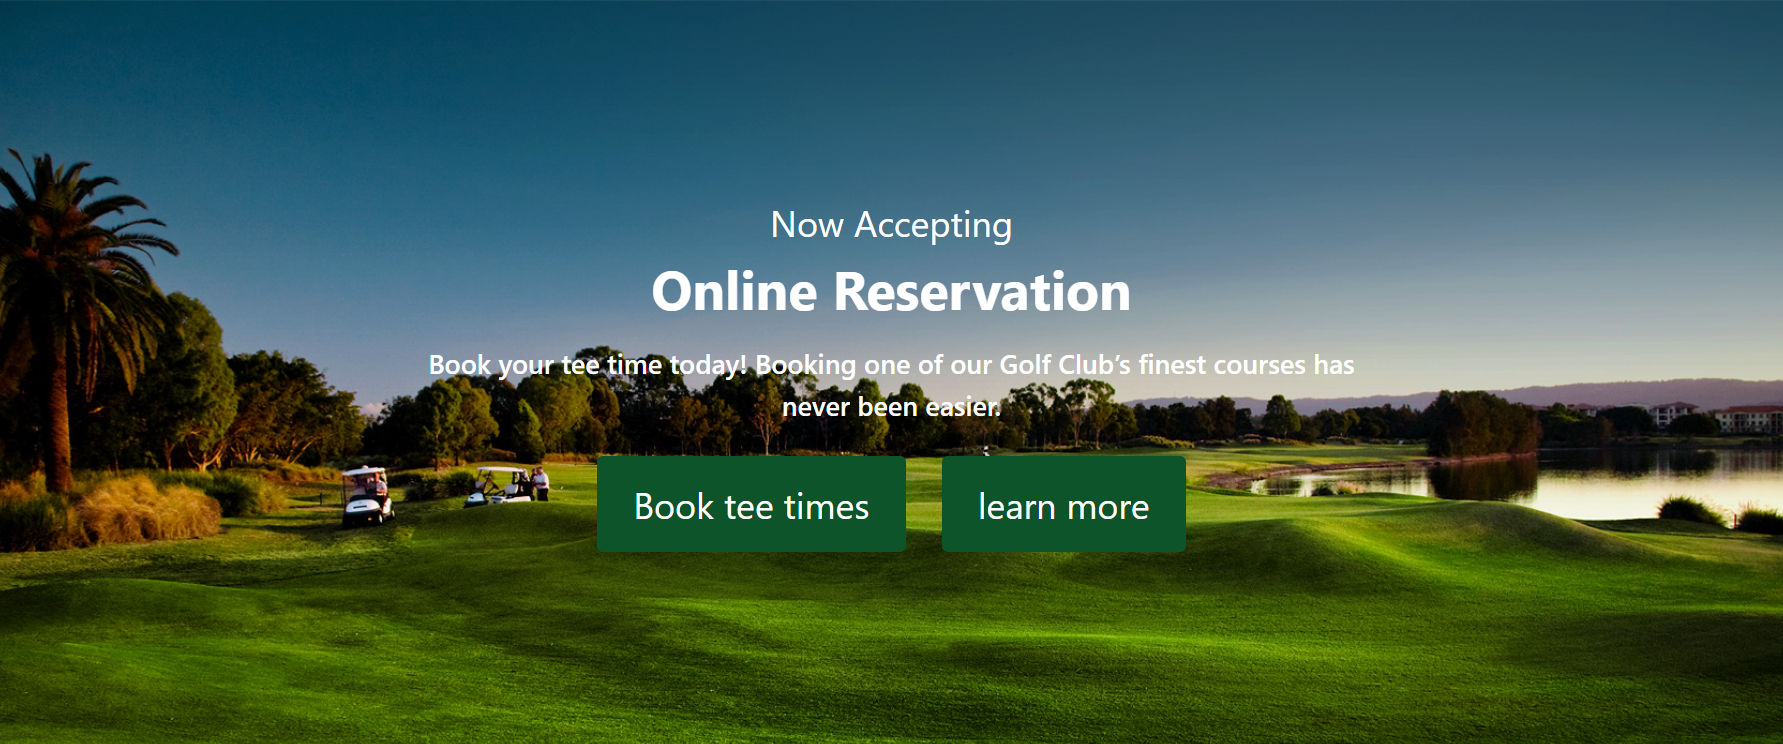 Now Accepting
Online Reservation
Book your tee time today! Booking one of our Golf Club’s finest courses has
never been easier.
Book tee times
learn more